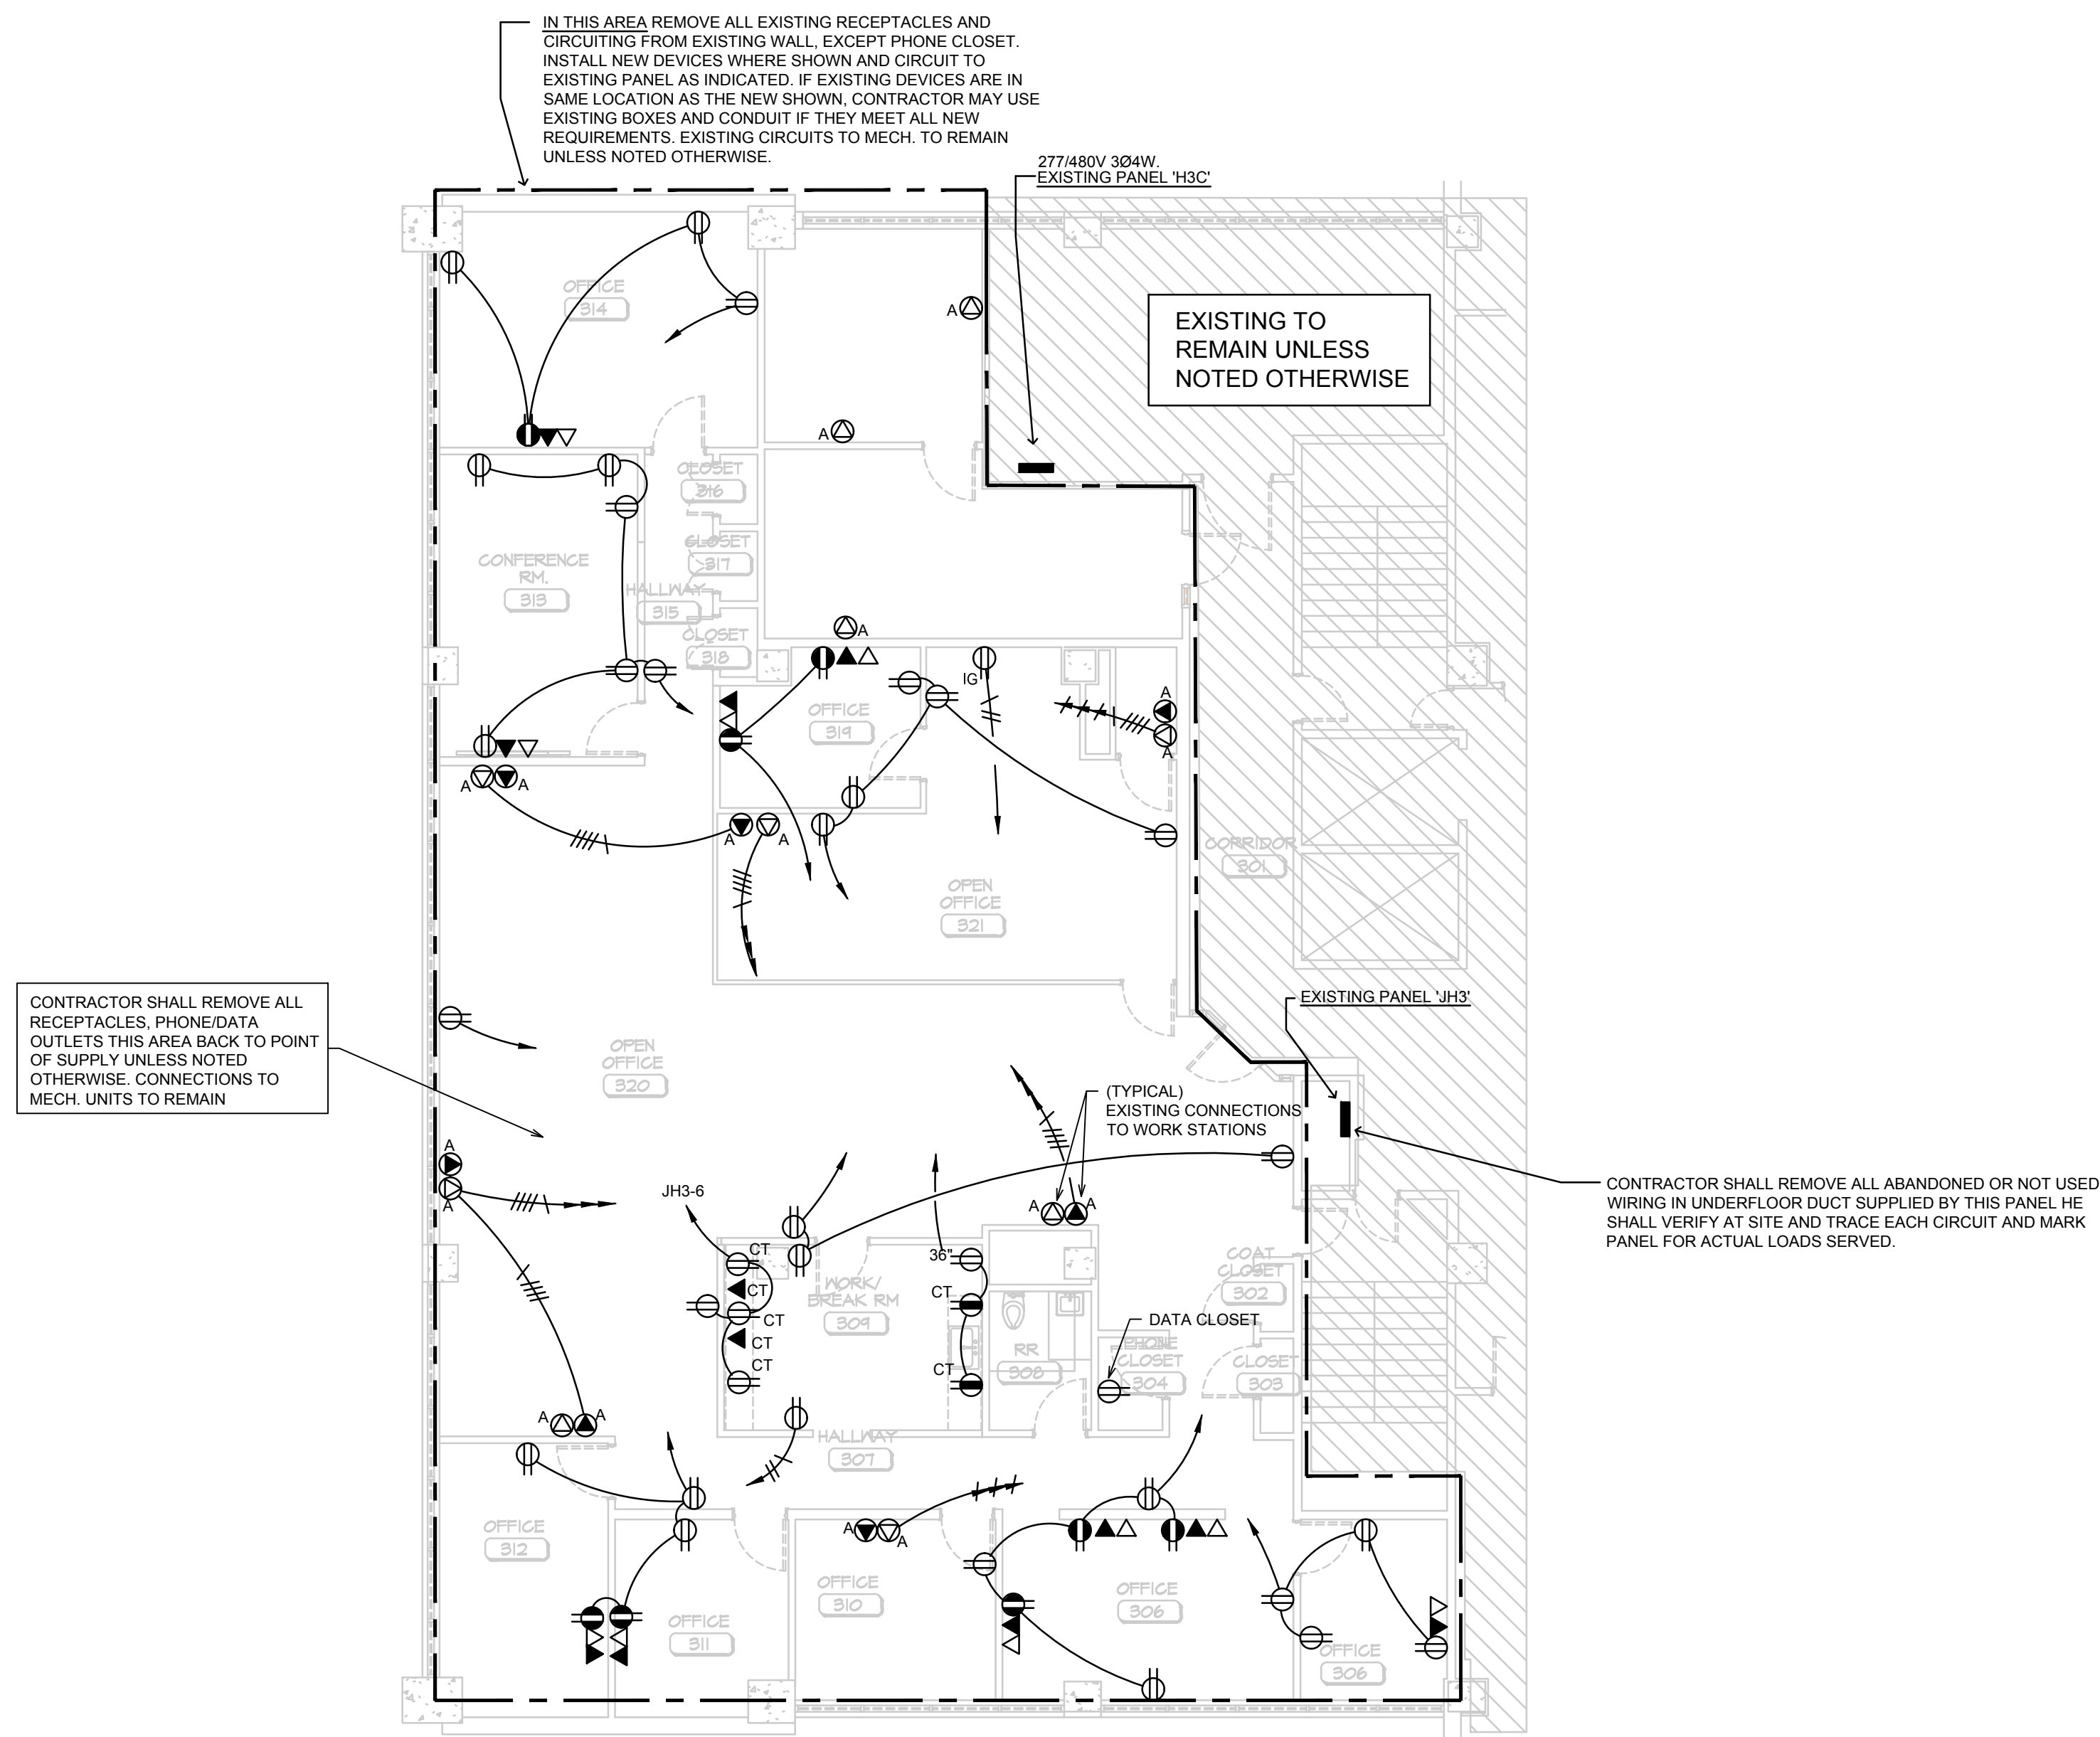 IN THIS AREA REMOVE ALL EXISTING RECEPTACLES AND
CIRCUITING FROM EXISTING WALL, EXCEPT PHONE CLOSET.
INSTALL NEW DEVICES WHERE SHOWN AND CIRCUIT TO
EXISTING PANEL AS INDICATED. IF EXISTING DEVICES ARE IN
SAME LOCATION AS THE NEW SHOWN, CONTRACTOR MAY USE
EXISTING BOXES AND CONDUIT IF THEY MEET ALL NEW
REQUIREMENTS. EXISTING CIRCUITS TO MECH. TO REMAIN
UNLESS NOTED OTHERWISE.
277/480V 3Ø4W.
EXISTING PANEL 'H3C'
EXISTING TO
REMAIN UNLESS
NOTED OTHERWISE
OFFICE
314
A
A
CLOSET
316
CLOSET
317
CONFERENCE
RM.
313
HALLWAY
315
CLOSET
318
A
IG
OFFICE
319
A
A
A
A
A
A
CORRIDOR
301
OPEN
OFFICE
321
EXISTING PANEL 'JH3'
CONTRACTOR SHALL REMOVE ALL
RECEPTACLES, PHONE/DATA
OUTLETS THIS AREA BACK TO POINT
OF SUPPLY UNLESS NOTED
OTHERWISE. CONNECTIONS TO
MECH. UNITS TO REMAIN
OPEN
OFFICE
320
(TYPICAL)
EXISTING CONNECTIONS
TO WORK STATIONS
A
A
JH3-6
A
A
CONTRACTOR SHALL REMOVE ALL ABANDONED OR NOT USED
WIRING IN UNDERFLOOR DUCT SUPPLIED BY THIS PANEL HE
SHALL VERIFY AT SITE AND TRACE EACH CIRCUIT AND MARK
PANEL FOR ACTUAL LOADS SERVED.
CT
CT
CT
CT
CT
WORK/
BREAK RM
309
36"
CT
CT
COAT
CLOSET
302
DATA CLOSET
RR
308
PHONE
CLOSET
304
CLOSET
303
A
A
HALLWAY
307
OFFICE
312
A
A
OFFICE
311
OFFICE
310
OFFICE
306
OFFICE
306